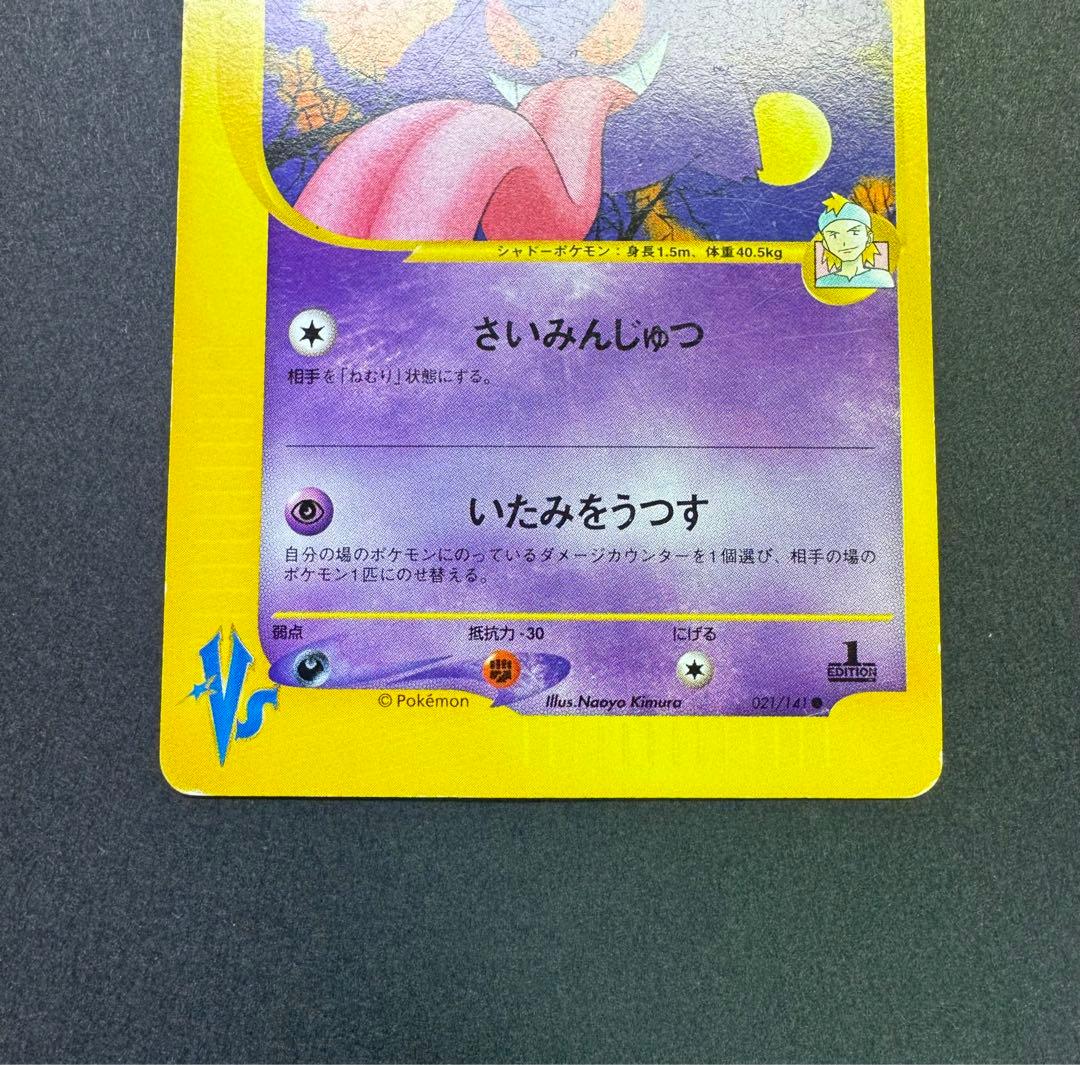 シャドーポケモン：身長1.5m、体重40.5kg
さいみんじゅつ
相手を「ねむり」状態にする。
いたみをうつす
自分の場のポケモンにのっているダメージカウンターを1個選び、相手の場の
ポケモン1匹にのせ替える。
弱点 抵抗力 -30 にげる
1 EDITION
VS © Pokémon Illus.Naoyo Kimura 021/141●